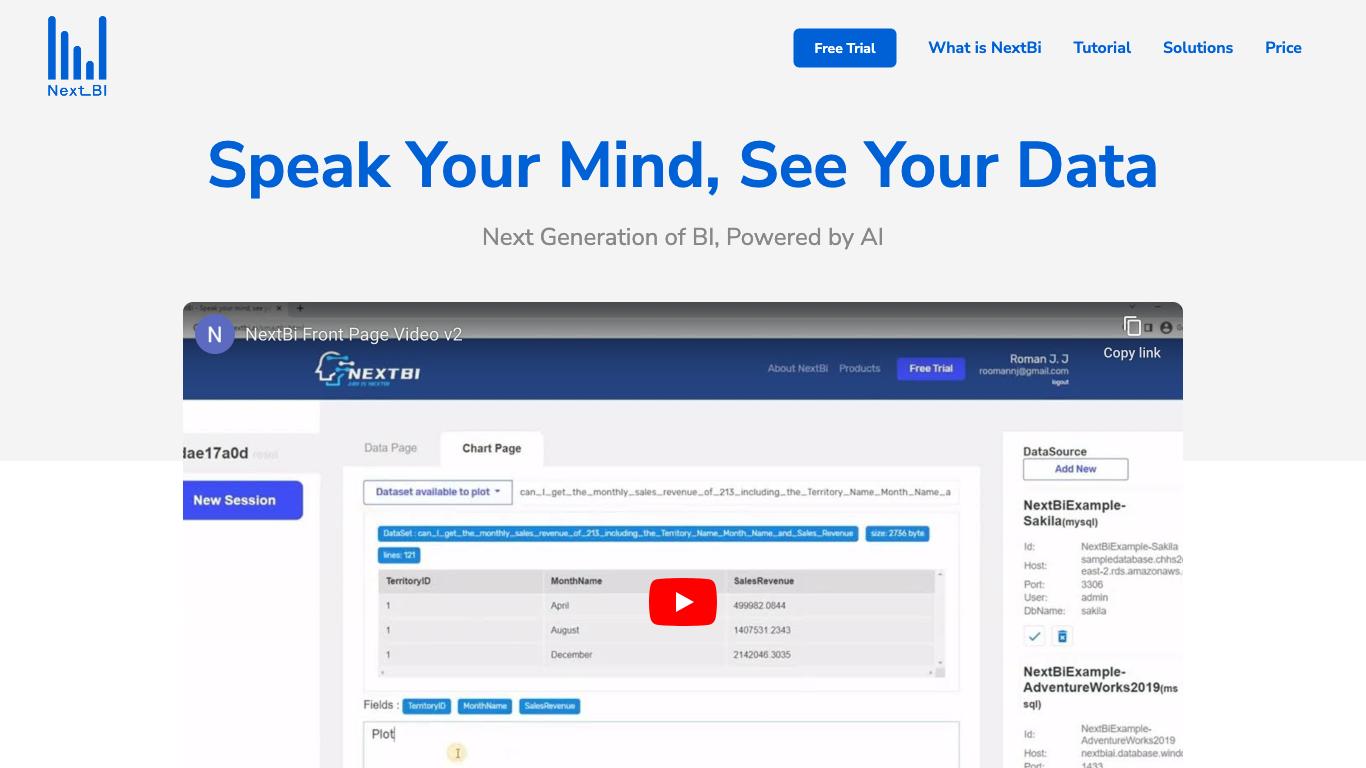 Next_BI
Free Trial
What is NextBi
Tutorial
Solutions
Price
Speak Your Mind, See Your Data
Next Generation of BI, Powered by AI
N
NextBi Front Page Video v2
Copy link
NEXTBI
About NextBi
Products
Free Trial
Roman J. J
roomannj@gmail.com
logout
dae17a0d reset
New Session
Data Page
Chart Page
Dataset available to plot
can_I_get_the_monthly_sales_revenue_of_213_including_the_Territory_Name_Month_Name_a
DataSet : can_I_get_the_monthly_sales_revenue_of_213_including_the_Territory_Name_Month_Name_and_Sales_Revenue
size: 2736 byte
lines: 121
TerritoryID MonthName SalesRevenue
1 April 499982.0844
1 August 1407531.2343
1 December 2142046.3035
Fields : TerritoryID MonthName SalesRevenue
Plot
DataSource
Add New
NextBiExample-
Sakila(mysql)
Id: NextBiExample-Sakila
Host: sampledatabase.chhs2
east-2.rds.amazonaws.
Port: 3306
User: admin
DbName: sakila
NextBiExample-
AdventureWorks2019(ms
sql)
Id: NextBiExample-
AdventureWorks2019
Host: nextbiai.database.windo
Port: 1433